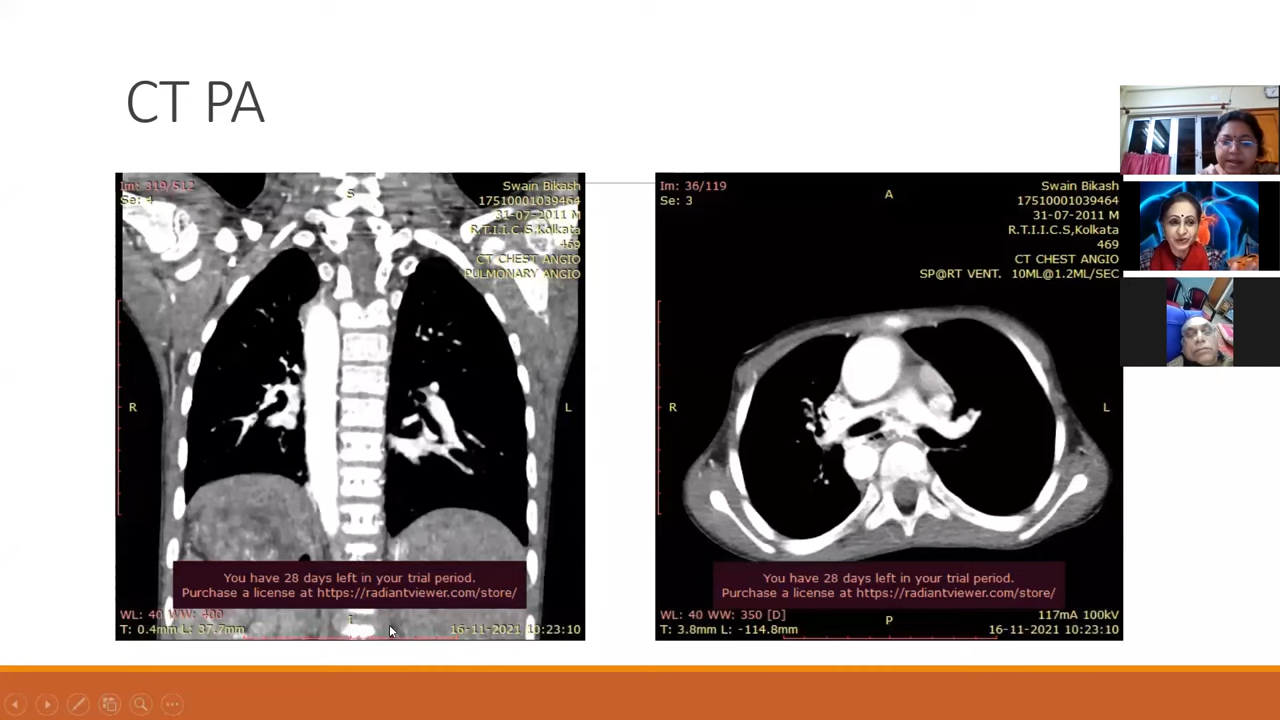 CT PA
Im: 319/512
Se: 4
S
Swain Bikash
17510001039464
31-07-2011 M
R.T.I.I.C.S,Kolkata
469
CT CHEST ANGIO
PULMONARY ANGIO
R
L
You have 28 days left in your trial period.
Purchase a license at https://radiantviewer.com/store/
WL: 40 WW: 400
T: 0.4mm L: 37.7mm
I
16-11-2021 10:23:10
Im: 36/119
Se: 3
A
Swain Bikash
17510001039464
31-07-2011 M
R.T.I.I.C.S,Kolkata
469
CT CHEST ANGIO
SP@RT VENT. 10ML@1.2ML/SEC
R
L
You have 28 days left in your trial period.
Purchase a license at https://radiantviewer.com/store/
WL: 40 WW: 350 [D]
T: 3.8mm L: -114.8mm
P
117mA 100kV
16-11-2021 10:23:10